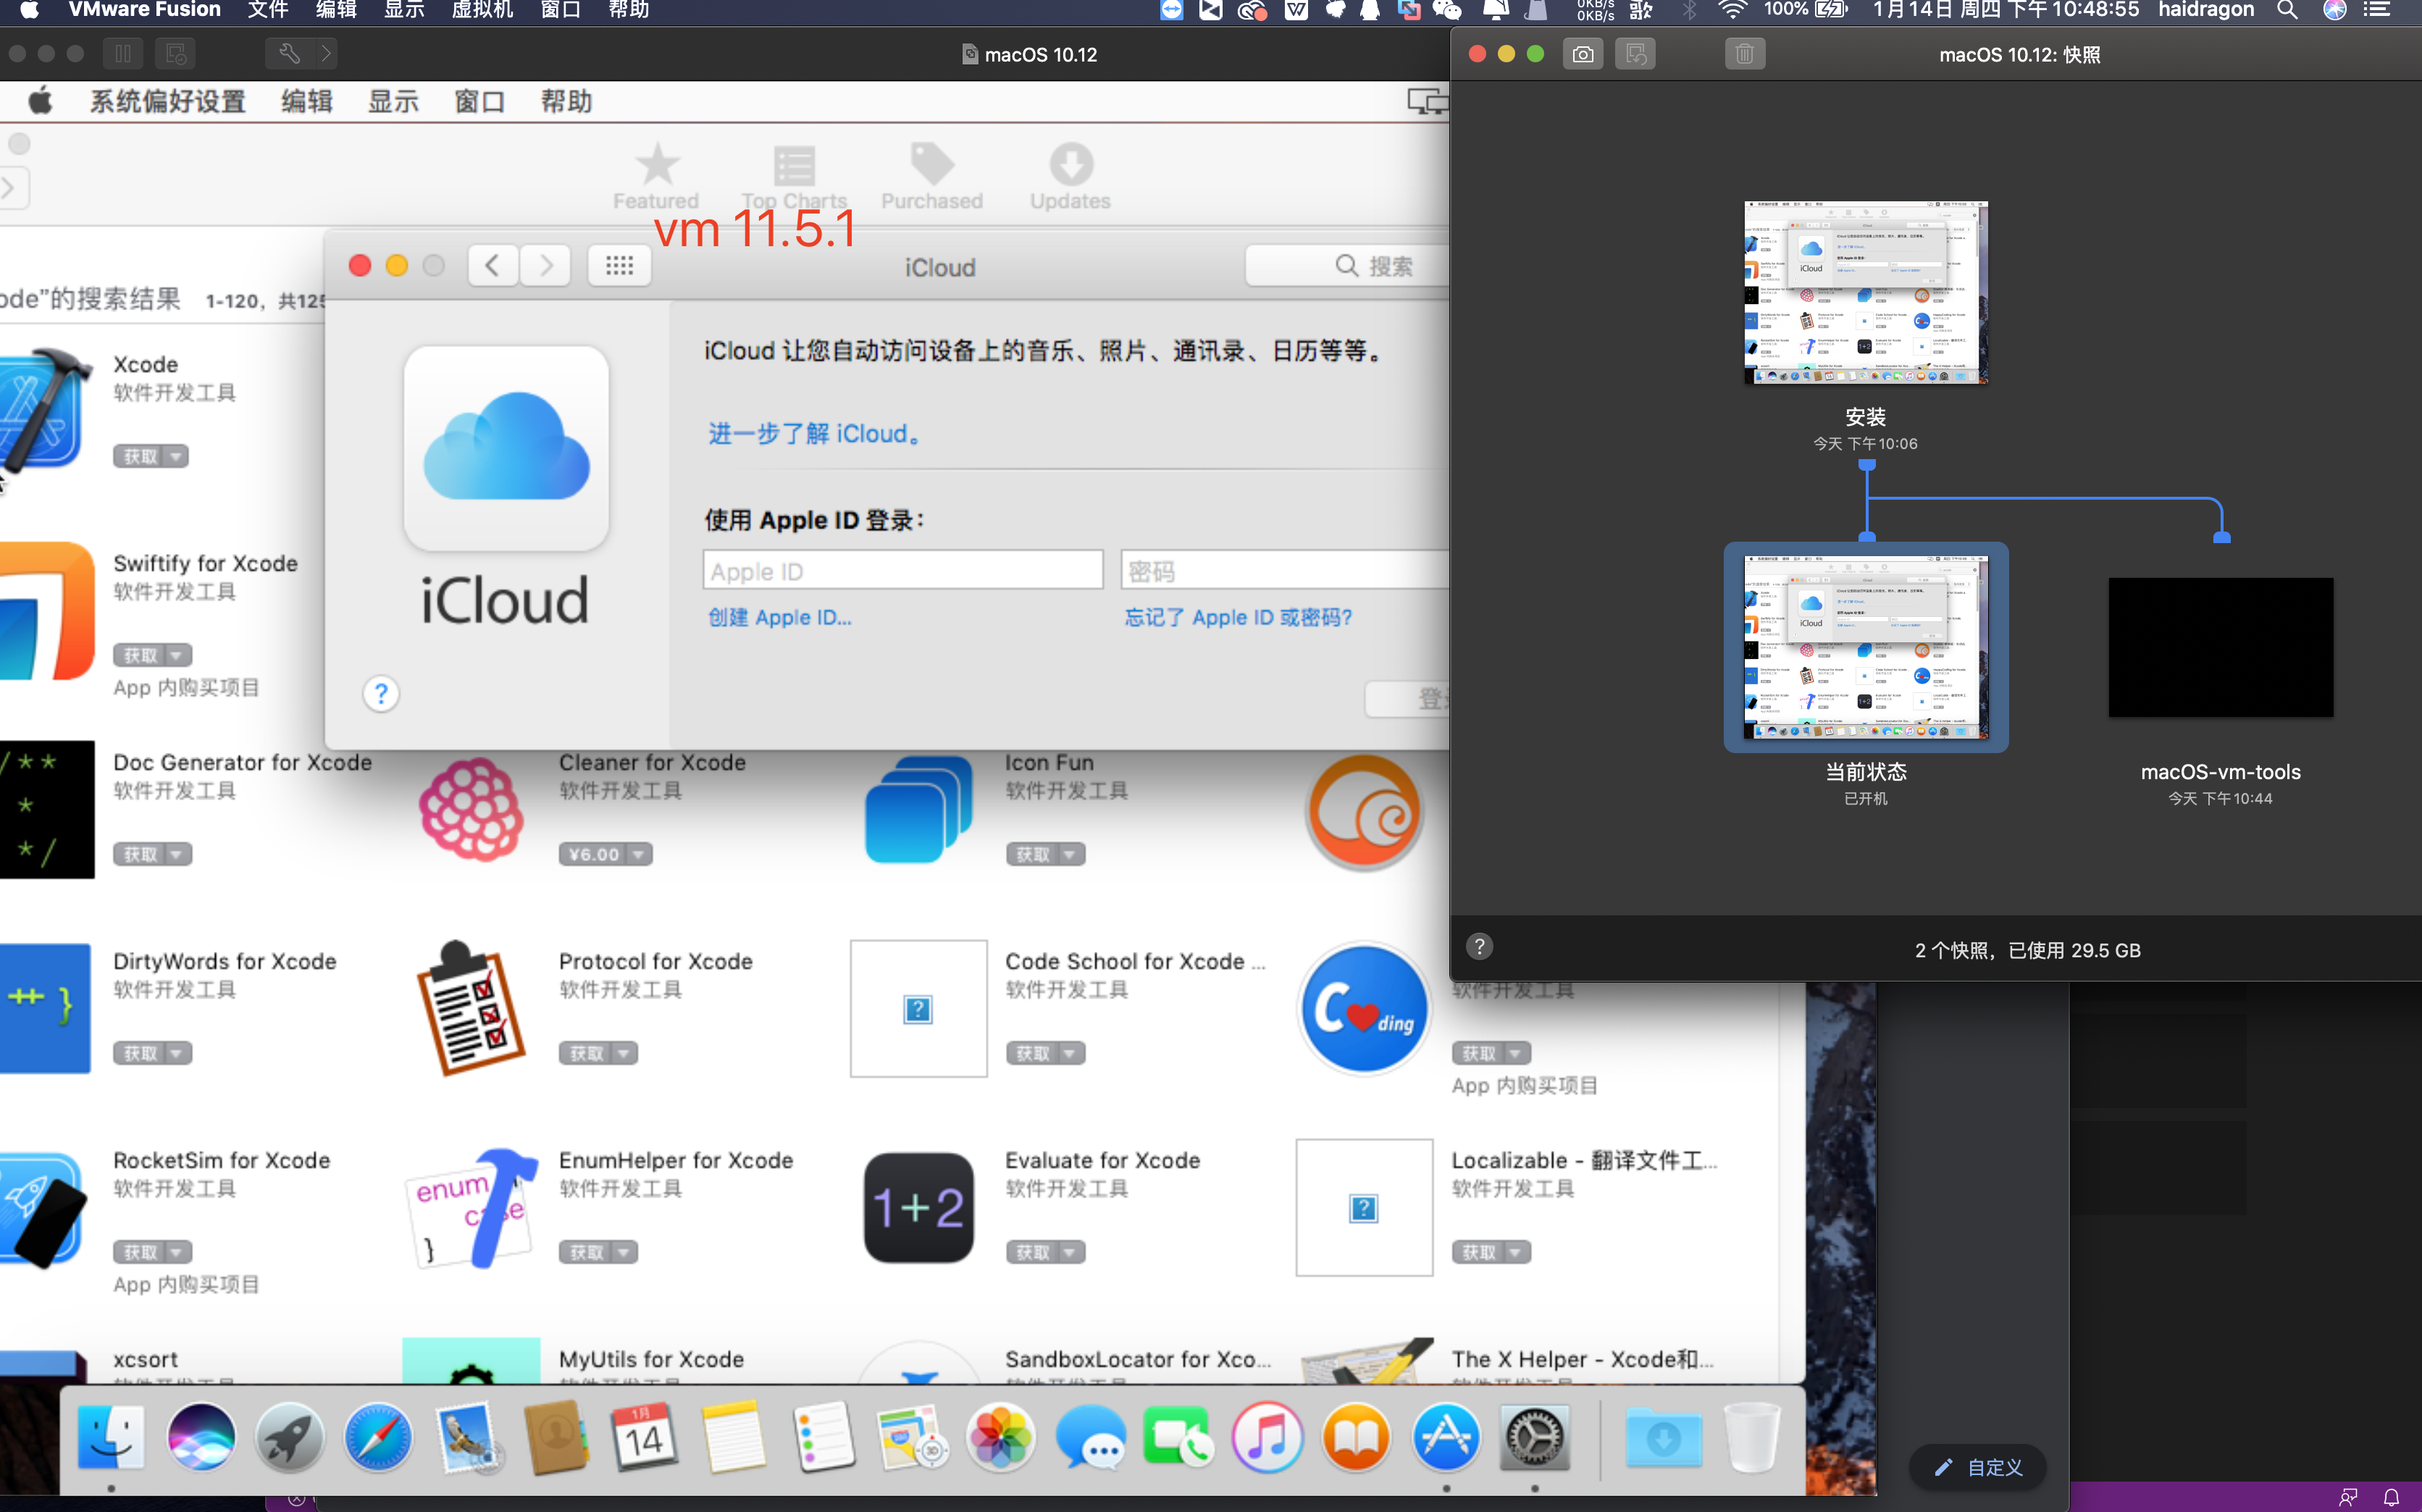 VMware Fusion 文件 编辑 显示 虚拟机 窗口 帮助
0KB/s
0KB/s
歌 100% 1月14日 周四 下午10:48:55 haidragon
macOS 10.12
macOS 10.12: 快照
系统偏好设置 编辑 显示 窗口 帮助
Featured Top Charts Purchased Updates
vm 11.5.1
iCloud
搜索
ode”的搜索结果 1-120，共125
iCloud 让您自动访问设备上的音乐、照片、通讯录、日历等等。
进一步了解 iCloud。
使用 Apple ID 登录：
Apple ID 密码
创建 Apple ID... 忘记了 Apple ID 或密码？
iCloud
?
登录
Xcode
软件开发工具
获取
Swiftify for Xcode
软件开发工具
获取
App 内购买项目
/**
*
*/
Doc Generator for Xcode
软件开发工具
获取
Cleaner for Xcode
软件开发工具
¥6.00
Icon Fun
软件开发工具
获取
DirtyWords for Xcode
软件开发工具
获取
Protocol for Xcode
软件开发工具
获取
?
Code School for Xcode ...
软件开发工具
获取
Coding
软件开发工具
获取
App 内购买项目
RocketSim for Xcode
软件开发工具
获取
App 内购买项目
enum
case
}
EnumHelper for Xcode
软件开发工具
获取
1+2
Evaluate for Xcode
软件开发工具
获取
?
Localizable - 翻译文件工...
软件开发工具
获取
xcsort
MyUtils for Xcode
SandboxLocator for Xco...
The X Helper - Xcode和...
1月
14
安装
今天 下午10:06
当前状态
已开机
macOS-vm-tools
今天 下午10:44
?
2 个快照，已使用 29.5 GB
自定义